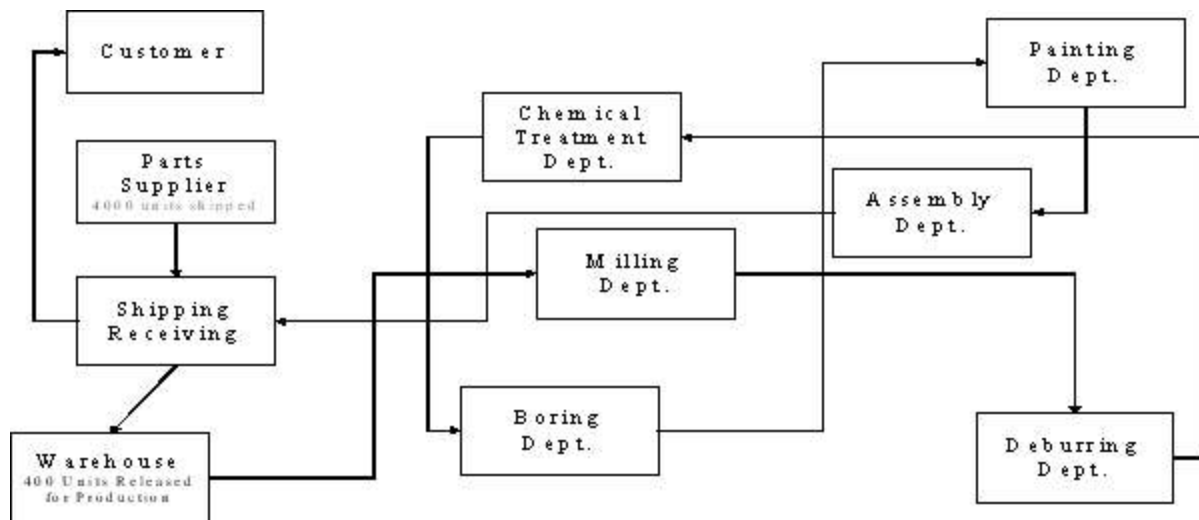 Customer
Parts
Supplier
4000 units shipped
Shipping
Receiving
Warehouse
400 Units Released
for Production
Chemical
Treatment
Dept.
Milling
Dept.
Boring
Dept.
Painting
Dept.
Assembly
Dept.
Deburring
Dept.